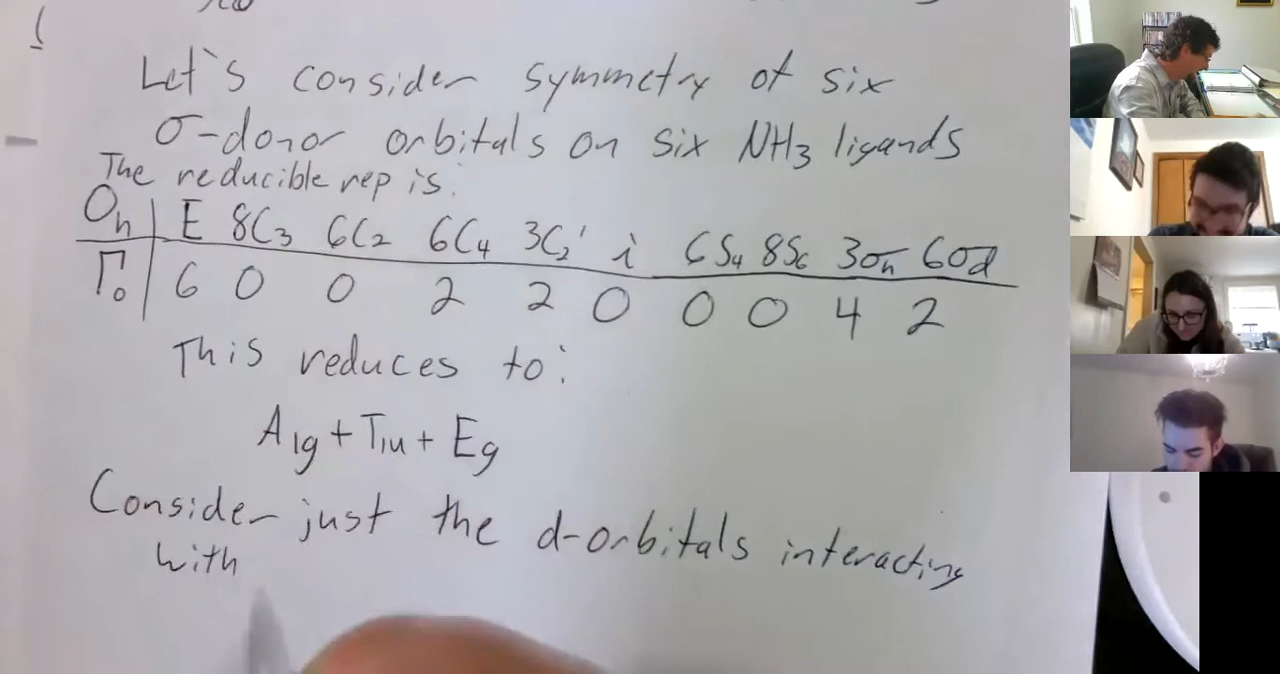 Let's consider symmetry of six
σ-donor orbitals on six NH3 ligands
The reducible rep is:
Oh | E 8C3 6C2 6C4 3C2' i 6S4 8S6 3σh 6σd
Γσ | 6 0 0 2 2 0 0 0 4 2
This reduces to:
A1g + T1u + Eg
Consider just the d-orbitals interacting
with